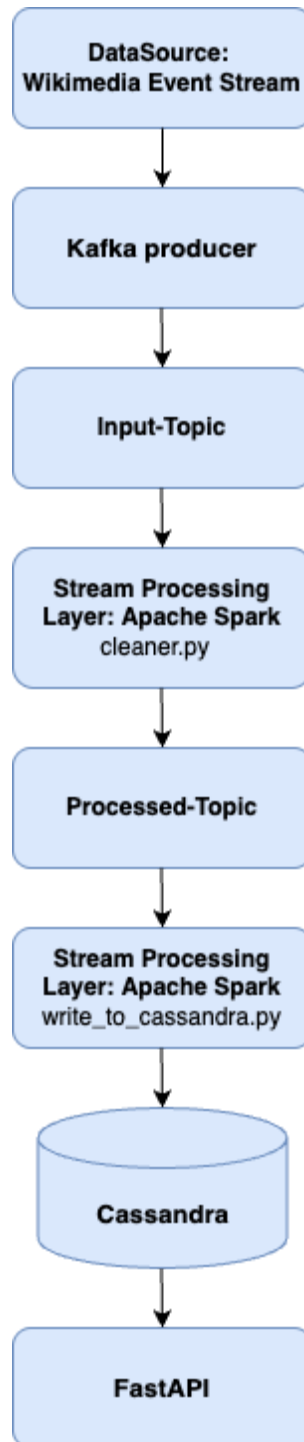 DataSource:
Wikimedia Event Stream
Kafka producer
Input-Topic
Stream Processing
Layer: Apache Spark
cleaner.py
Processed-Topic
Stream Processing
Layer: Apache Spark
write_to_cassandra.py
Cassandra
FastAPI